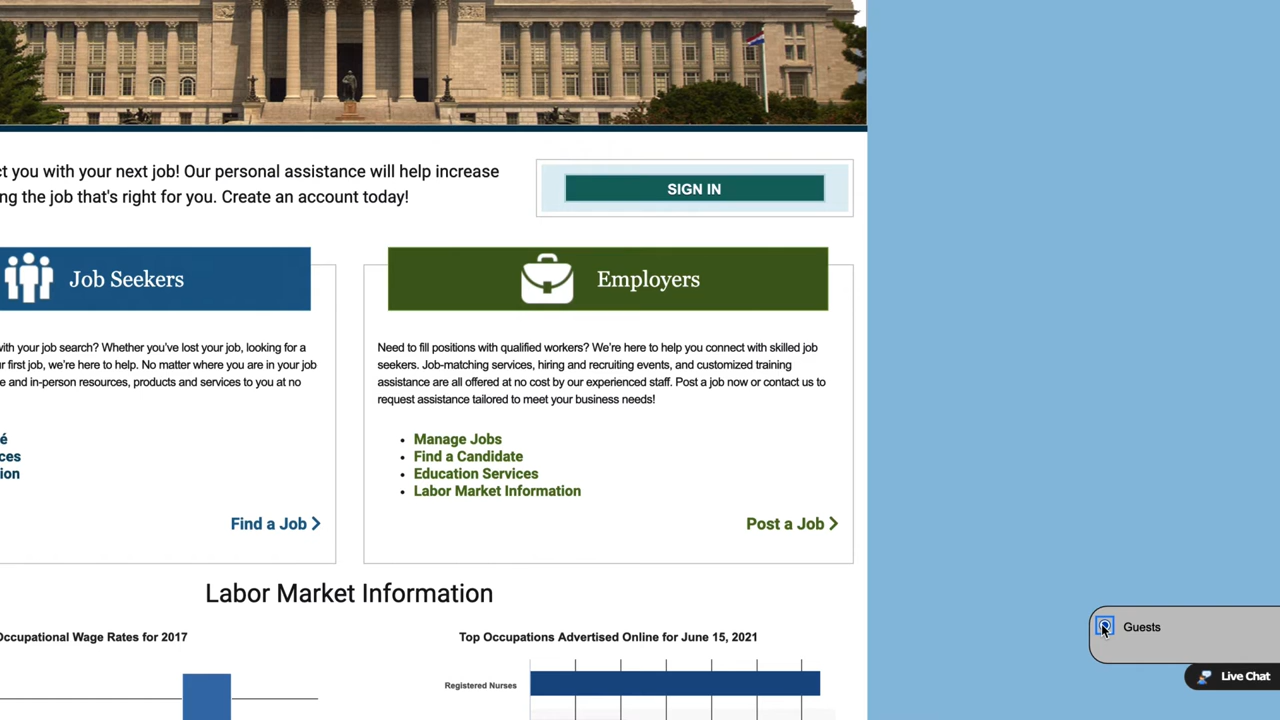 ct you with your next job! Our personal assistance will help increase
ng the job that's right for you. Create an account today!
SIGN IN
Job Seekers
with your job search? Whether you've lost your job, looking for a
r first job, we're here to help. No matter where you are in your job
e and in-person resources, products and services to you at no
é
ces
ion
Find a Job
Employers
Need to fill positions with qualified workers? We're here to help you connect with skilled job
seekers. Job-matching services, hiring and recruiting events, and customized training
assistance are all offered at no cost by our experienced staff. Post a job now or contact us to
request assistance tailored to meet your business needs!
Manage Jobs
Find a Candidate
Education Services
Labor Market Information
Post a Job
Labor Market Information
Occupational Wage Rates for 2017
Top Occupations Advertised Online for June 15, 2021
Registered Nurses
Guests
Live Chat